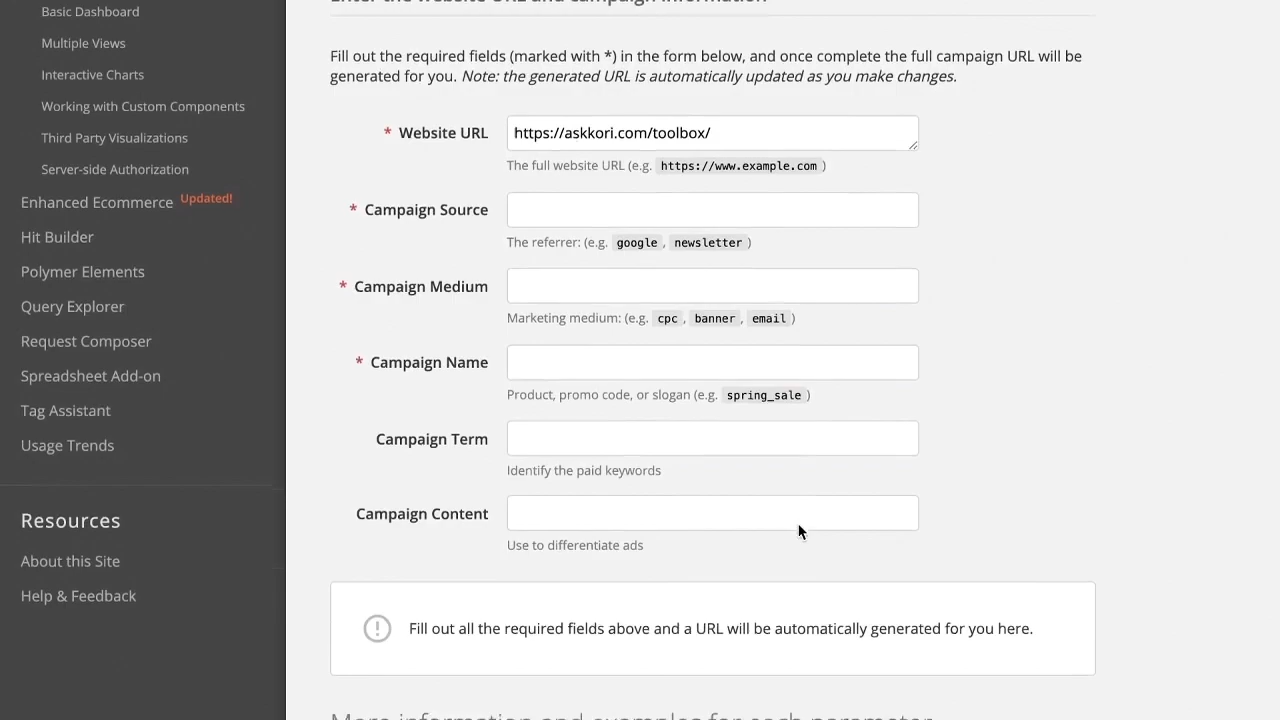 Basic Dashboard
Multiple Views
Interactive Charts
Working with Custom Components
Third Party Visualizations
Server-side Authorization
Enhanced Ecommerce Updated!
Hit Builder
Polymer Elements
Query Explorer
Request Composer
Spreadsheet Add-on
Tag Assistant
Usage Trends
Resources
About this Site
Help & Feedback
Enter the website URL and campaign information
Fill out the required fields (marked with *) in the form below, and once complete the full campaign URL will be
generated for you. Note: the generated URL is automatically updated as you make changes.
* Website URL https://askkori.com/toolbox/
The full website URL (e.g. https://www.example.com )
* Campaign Source
The referrer: (e.g. google , newsletter )
* Campaign Medium
Marketing medium: (e.g. cpc , banner , email )
* Campaign Name
Product, promo code, or slogan (e.g. spring_sale )
Campaign Term
Identify the paid keywords
Campaign Content
Use to differentiate ads
Fill out all the required fields above and a URL will be automatically generated for you here.
More information and examples for each parameter